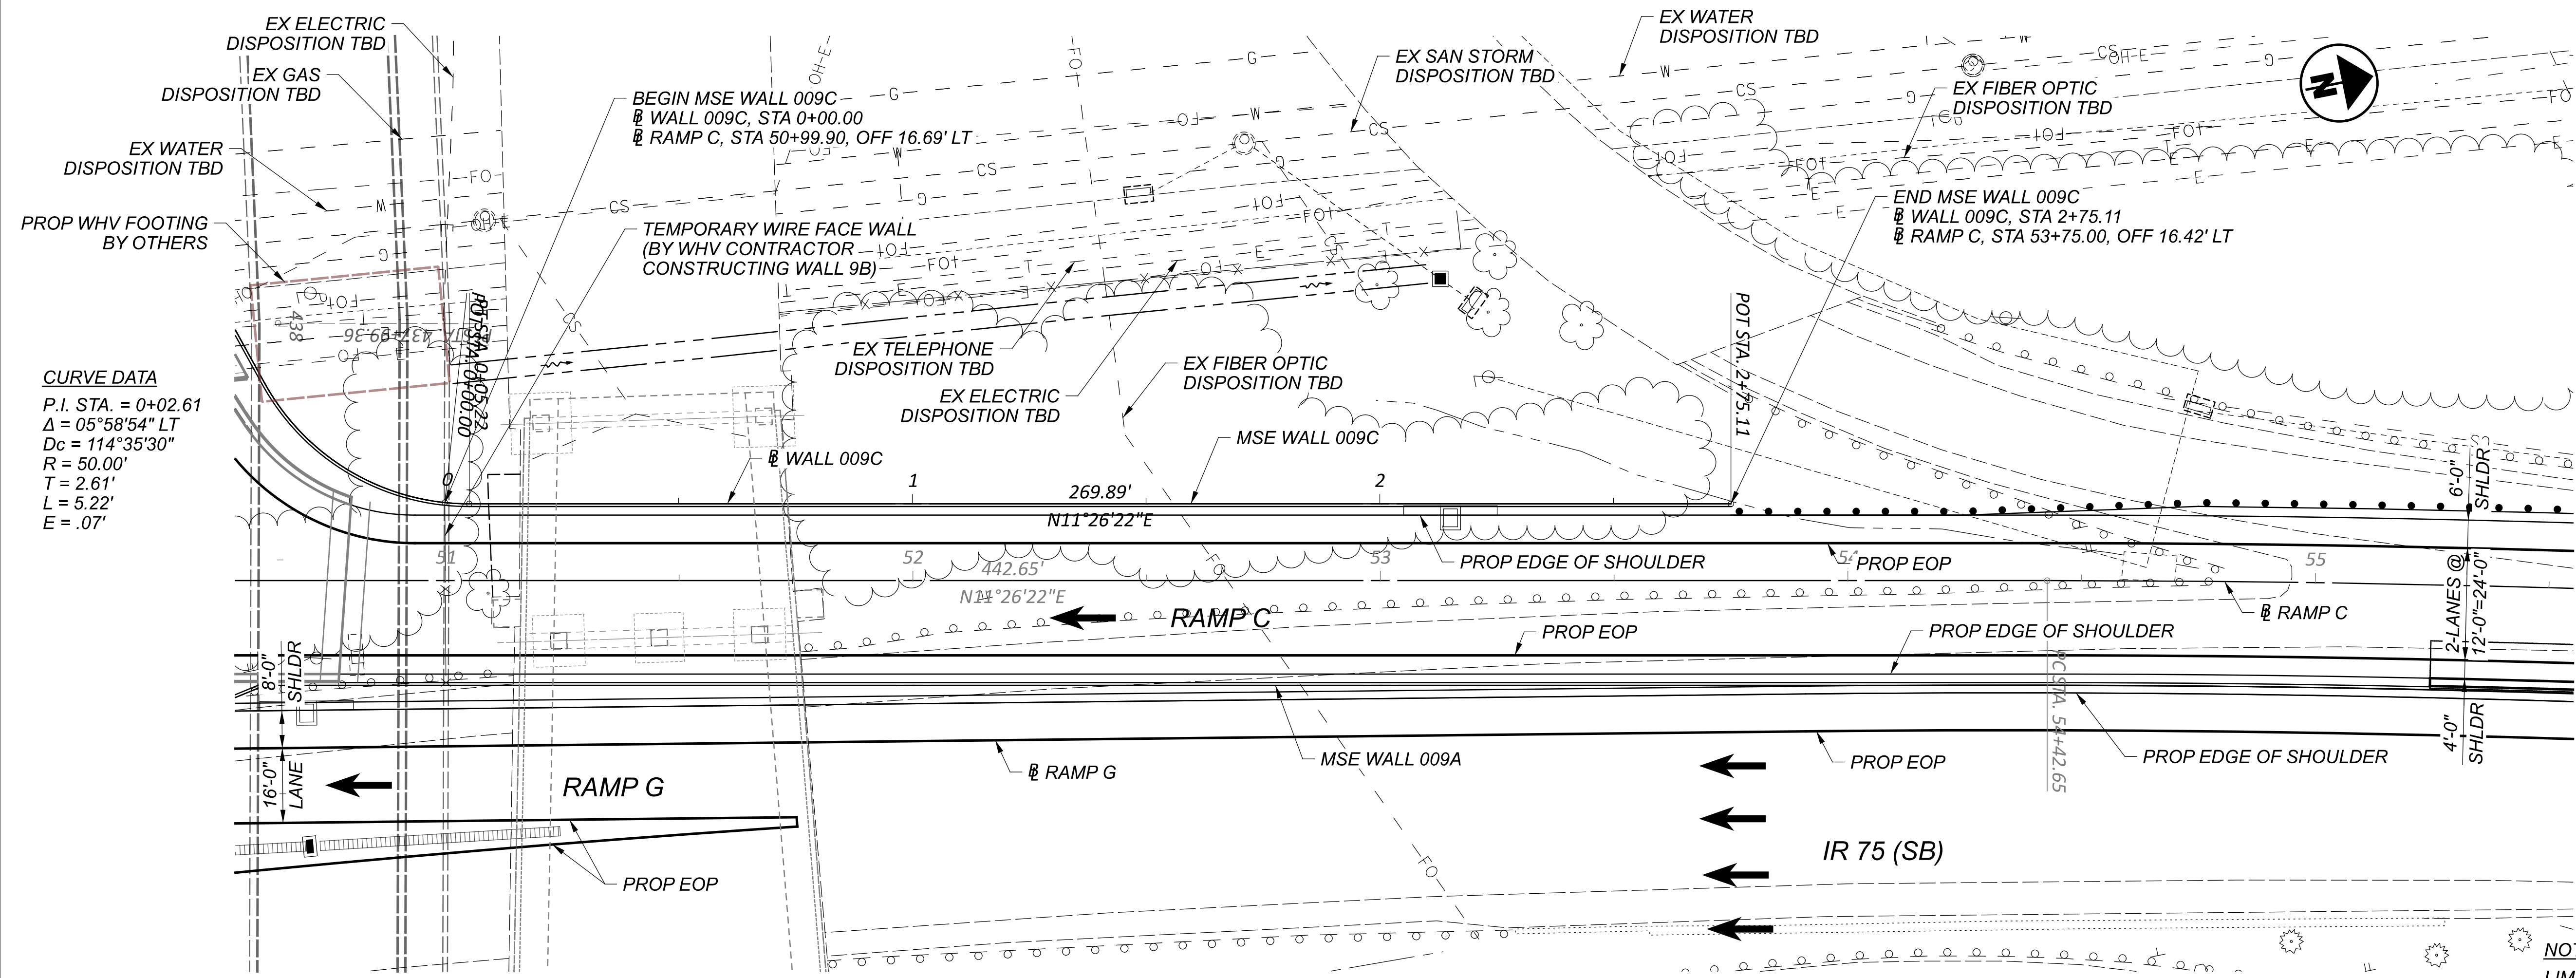 EX ELECTRIC
DISPOSITION TBD
EX GAS
DISPOSITION TBD
EX WATER
DISPOSITION TBD
PROP WHV FOOTING
BY OTHERS
CURVE DATA
P.I. STA. = 0+02.61
Δ = 05°58'54" LT
Dc = 114°35'30"
R = 50.00'
T = 2.61'
L = 5.22'
E = .07'
BEGIN MSE WALL 009C
℄ WALL 009C, STA 0+00.00
℄ RAMP C, STA 50+99.90, OFF 16.69' LT
TEMPORARY WIRE FACE WALL
(BY WHV CONTRACTOR
CONSTRUCTING WALL 9B)
EX SAN STORM
DISPOSITION TBD
EX WATER
DISPOSITION TBD
EX FIBER OPTIC
DISPOSITION TBD
N
END MSE WALL 009C
℄ WALL 009C, STA 2+75.11
℄ RAMP C, STA 53+75.00, OFF 16.42' LT
EX TELEPHONE
DISPOSITION TBD
EX ELECTRIC
DISPOSITION TBD
EX FIBER OPTIC
DISPOSITION TBD
438
POT STA. 2+75.11
MSE WALL 009C
℄ WALL 009C
0
1
2
269.89'
N11°26'22"E
51
52
53
54
55
442.65'
N11°26'22"E
PROP EDGE OF SHOULDER
PROP EOP
RAMP C
℄ RAMP C
PROP EOP
PROP EDGE OF SHOULDER
PC STA. 54+42.65
6'-0"
SHLDR
2-LANES @
12'-0"=24'-0"
4'-0"
SHLDR
8'-0"
SHLDR
16'-0"
LANE
RAMP G
℄ RAMP G
MSE WALL 009A
PROP EOP
PROP EDGE OF SHOULDER
IR 75 (SB)
PROP EOP